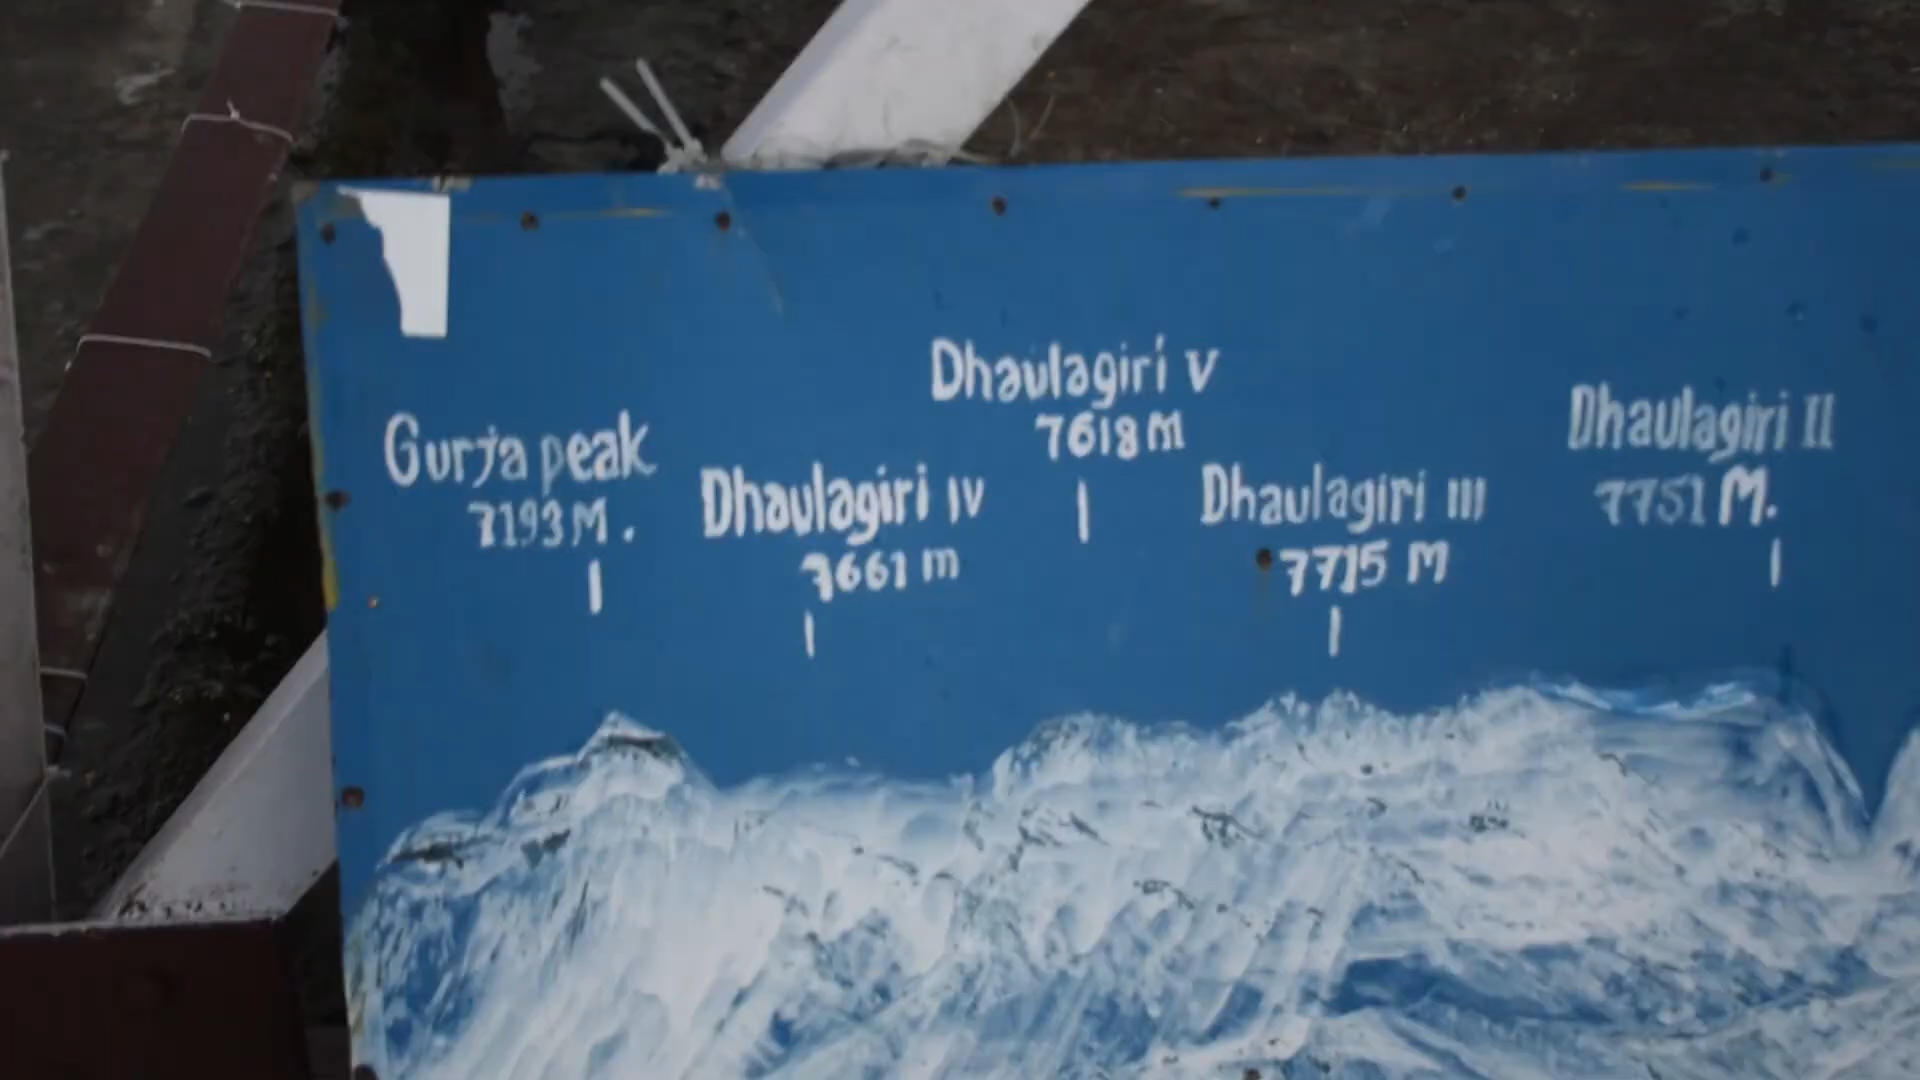 Gurja peak
7193 M.
Dhaulagiri IV
7661 m
Dhaulagiri V
7618 M
Dhaulagiri III
7715 M
Dhaulagiri II
7751 M.